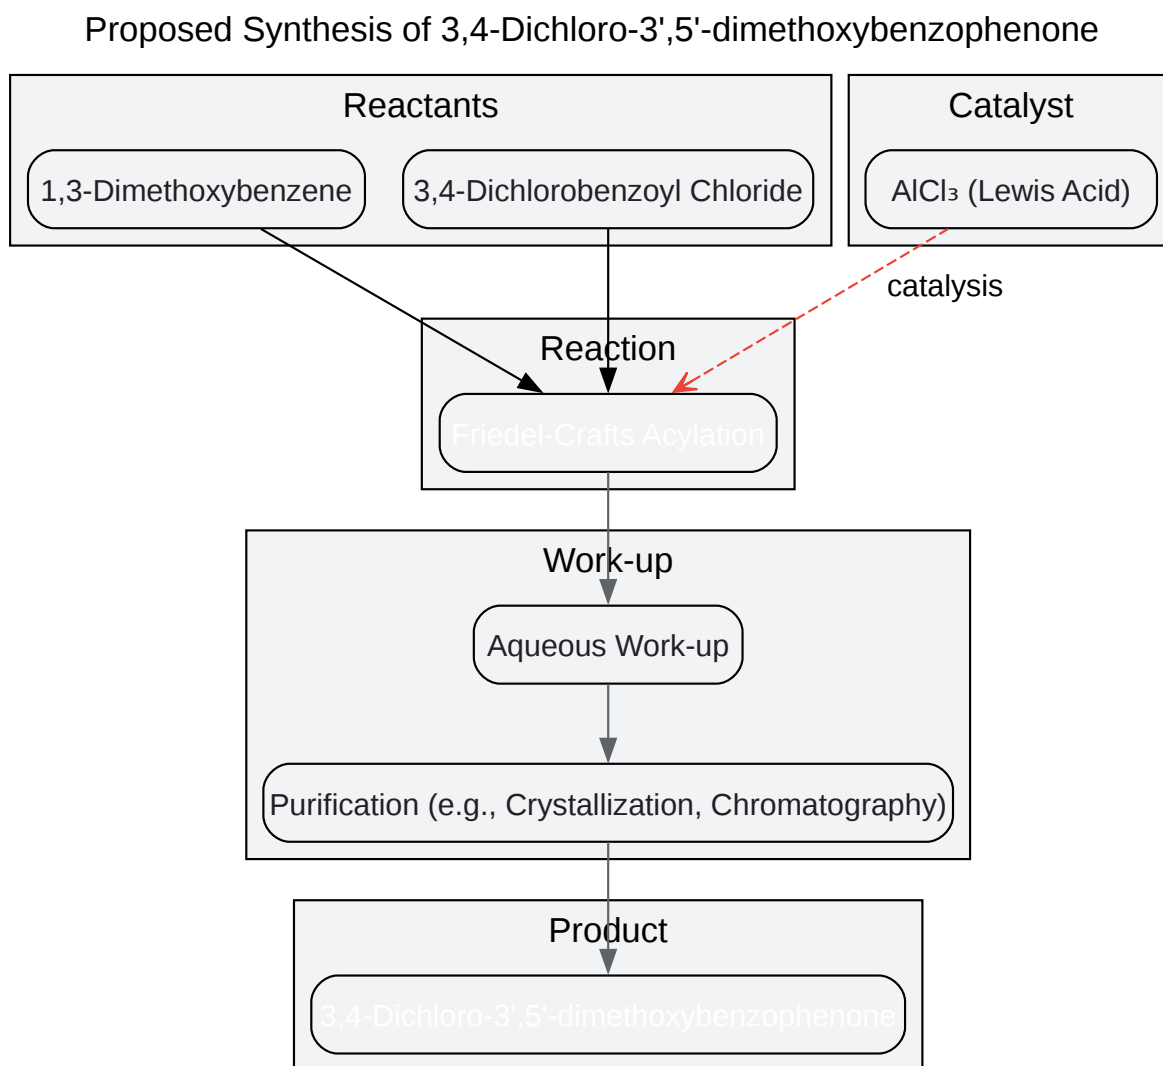 Proposed Synthesis of 3,4-Dichloro-3',5'-dimethoxybenzophenone
Reactants
Catalyst
1,3-Dimethoxybenzene
3,4-Dichlorobenzoyl Chloride
AlCl₃ (Lewis Acid)
catalysis
Reaction
Friedel-Crafts Acylation
Work-up
Aqueous Work-up
Purification (e.g., Crystallization, Chromatography)
Product
3,4-Dichloro-3',5'-dimethoxybenzophenone